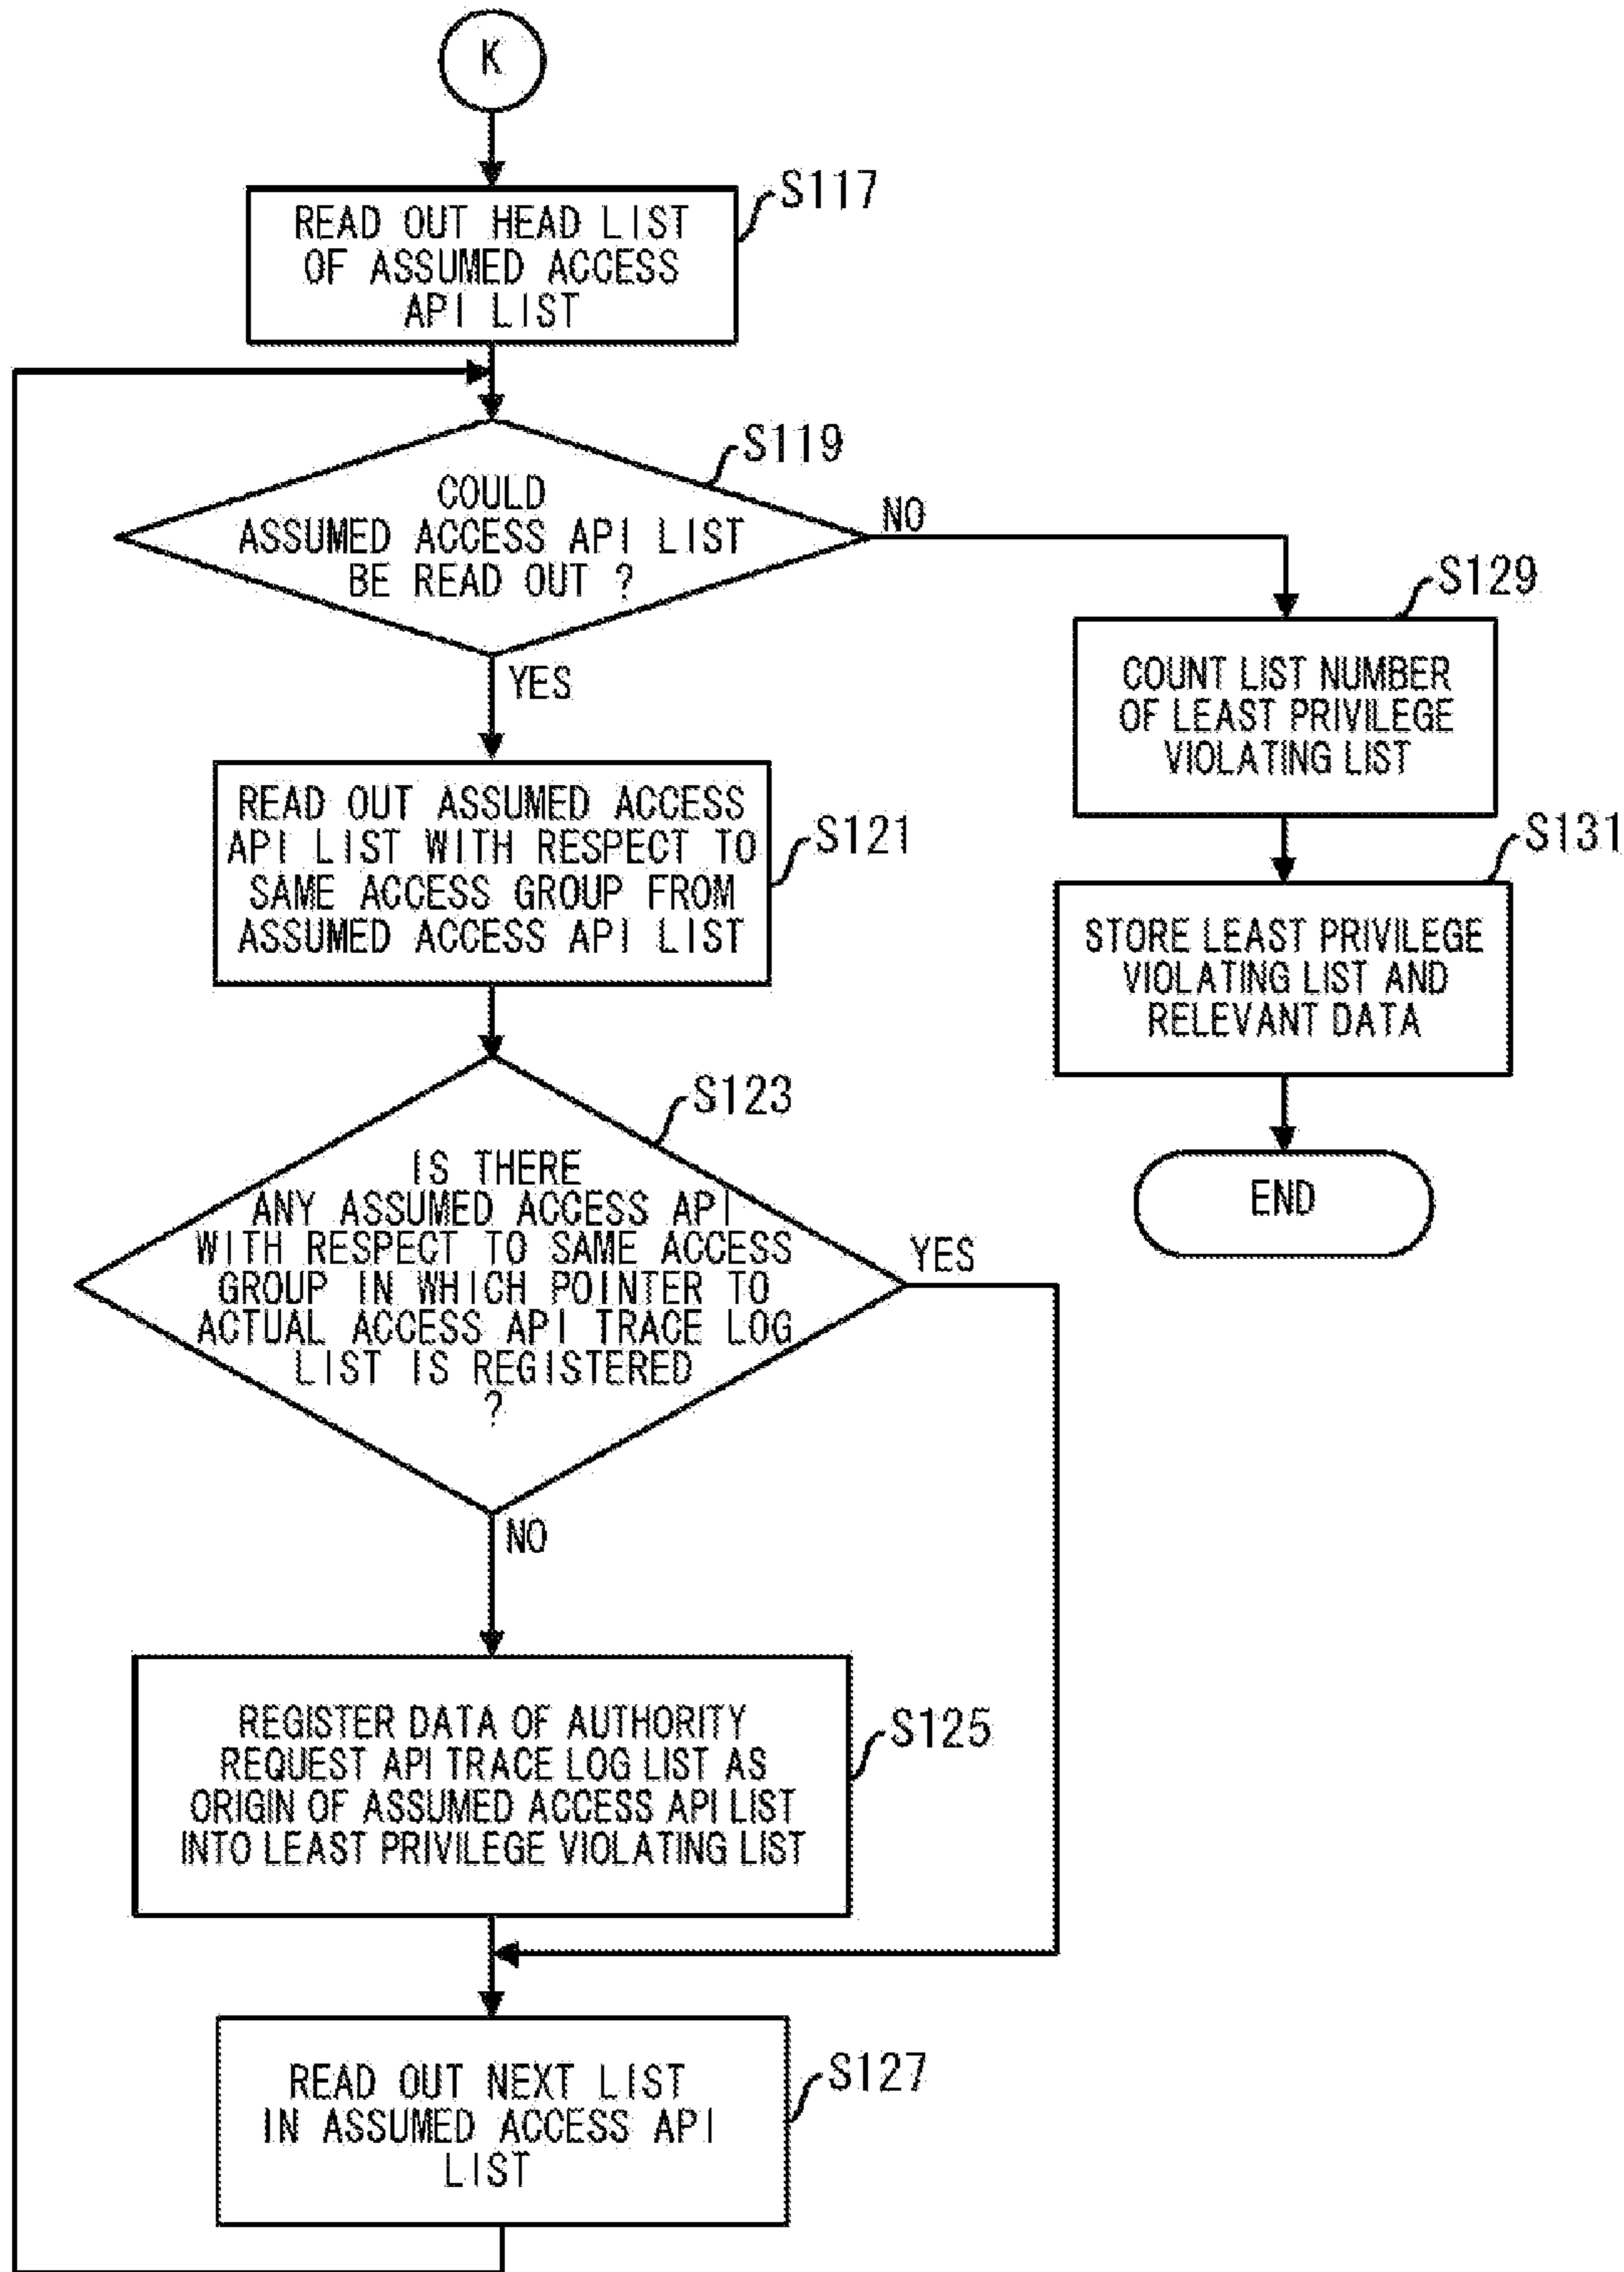 K
S117
READ OUT HEAD LIST
OF ASSUMED ACCESS
API LIST
S119
COULD
ASSUMED ACCESS API LIST
BE READ OUT ?
NO
YES
S129
COUNT LIST NUMBER
OF LEAST PRIVILEGE
VIOLATING LIST
READ OUT ASSUMED ACCESS
API LIST WITH RESPECT TO
SAME ACCESS GROUP FROM
ASSUMED ACCESS API LIST
S121
S131
STORE LEAST PRIVILEGE
VIOLATING LIST AND
RELEVANT DATA
END
S123
IS THERE
ANY ASSUMED ACCESS API
WITH RESPECT TO SAME ACCESS
GROUP IN WHICH POINTER TO
ACTUAL ACCESS API TRACE LOG
LIST IS REGISTERED
?
YES
NO
REGISTER DATA OF AUTHORITY
REQUEST API TRACE LOG LIST AS
ORIGIN OF ASSUMED ACCESS API LIST
INTO LEAST PRIVILEGE VIOLATING LIST
S125
READ OUT NEXT LIST
IN ASSUMED ACCESS API
LIST
S127